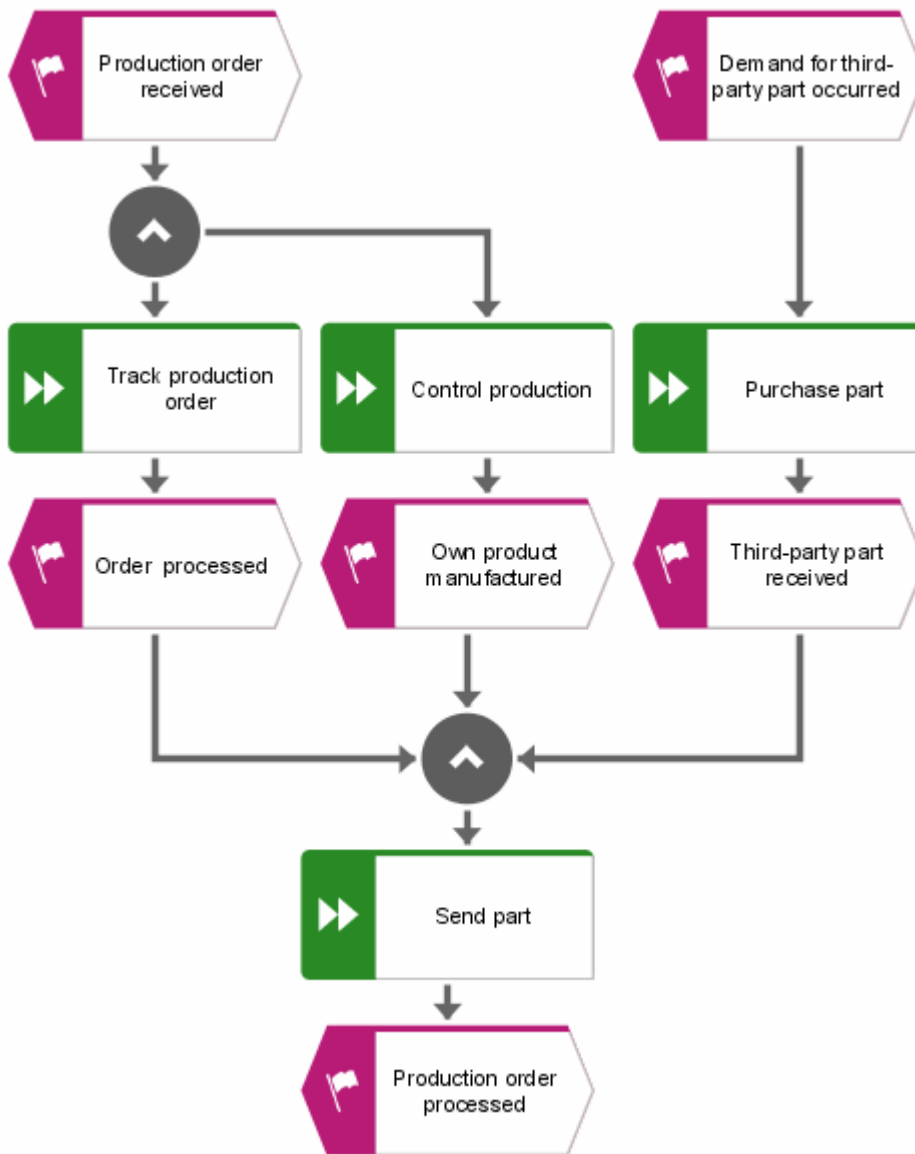 Production order
received
Demand for third-
party part occurred
Track production
order
Control production
Purchase part
Order processed
Own product
manufactured
Third-party part
received
Send part
Production order
processed